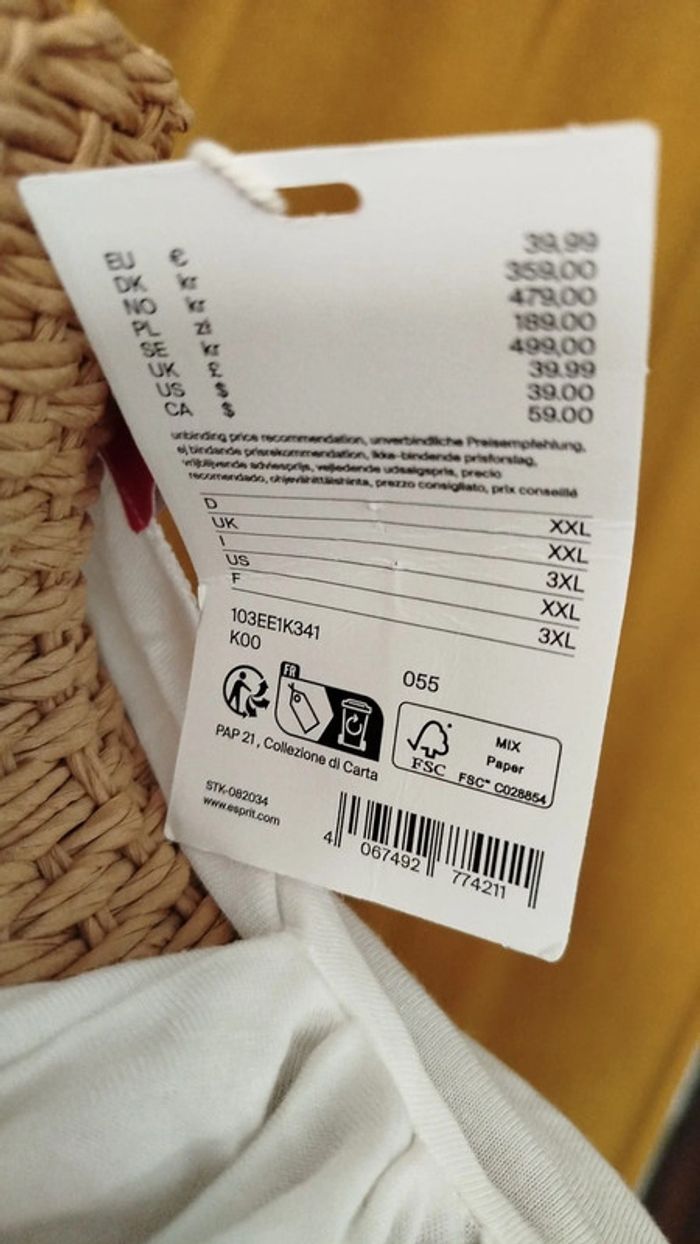 EU € 39.99
DK kr 359.00
NO kr 479.00
PL zł 189.00
SE kr 499.00
UK £ 39.99
US $ 39.00
CA $ 59.00
unbinding price recommendation, unverbindliche Preisempfehlung,
ej bindande prisrekommendation, ikke-bindende prisforslag,
vrijblijvende adviesprijs, vejledende udsalgspris, precio
recomendado, ohjevähittäishinta, prezzo consigliato, prix conseillé
D XXL
UK XXL
I 3XL
US XXL
F 3XL
103EE1K341
K00 055
FR
PAP 21, Collezione di Carta
FSC
MIX
Paper
FSC™ C028854
STK-082034
www.esprit.com
4 067492 774211